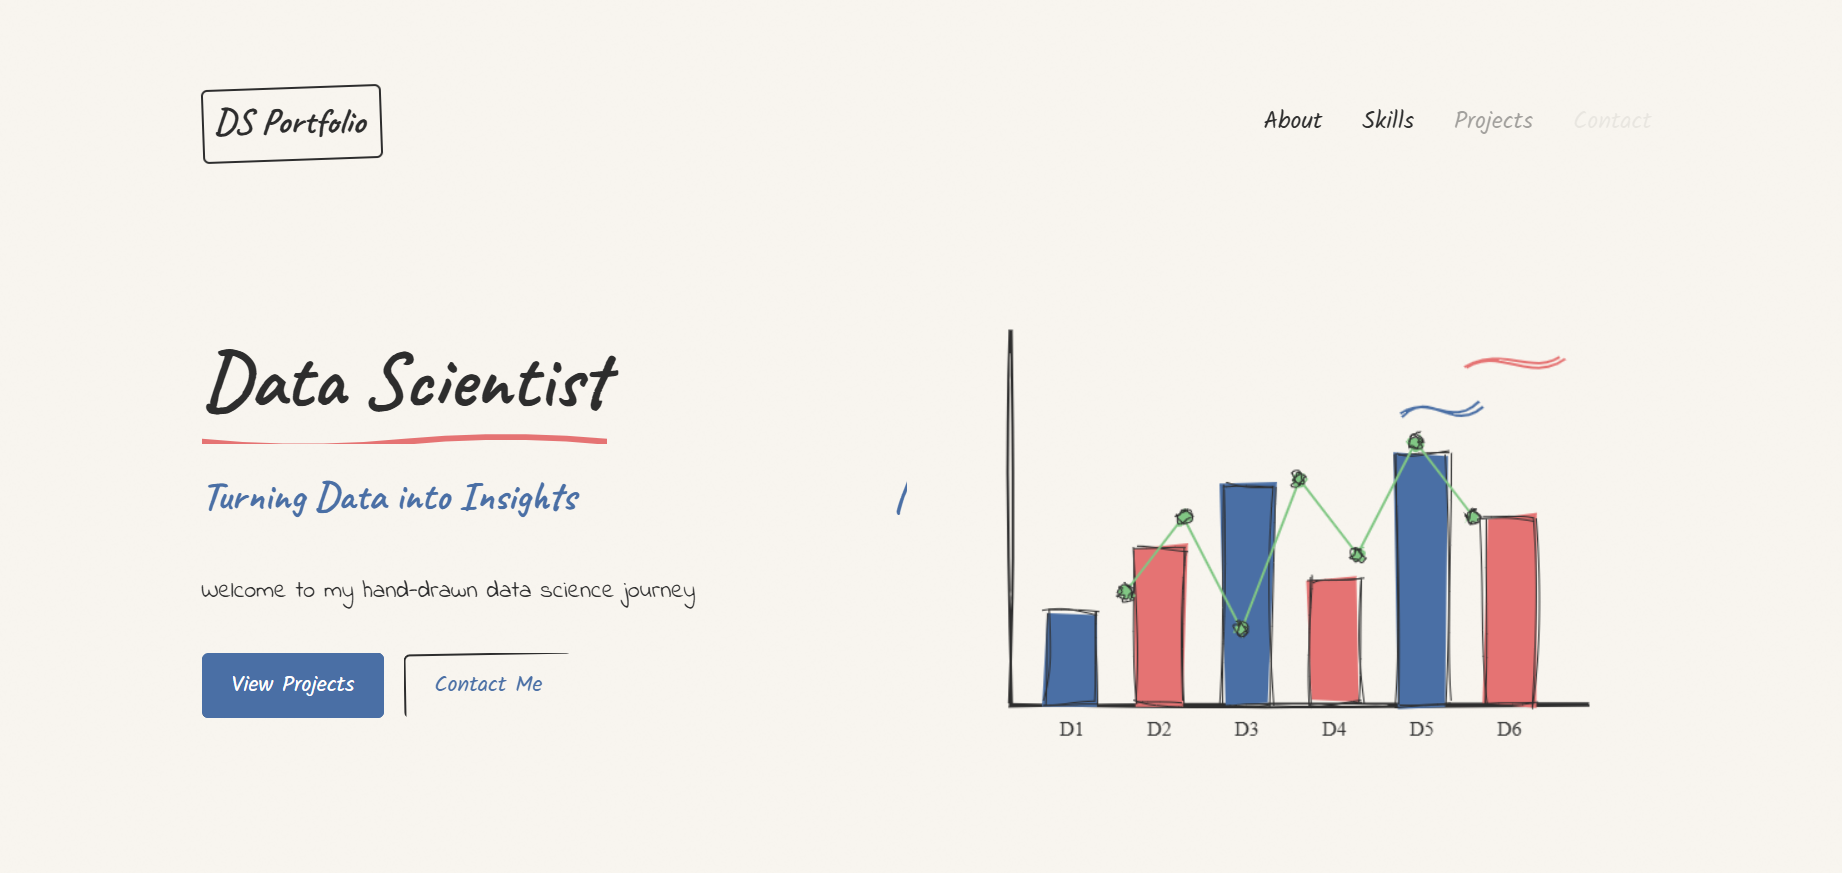 DS Portfolio
About Skills Projects Contact
Data Scientist
Turning Data into Insights
Welcome to my hand-drawn data science journey
View Projects Contact Me
D1 D2 D3 D4 D5 D6